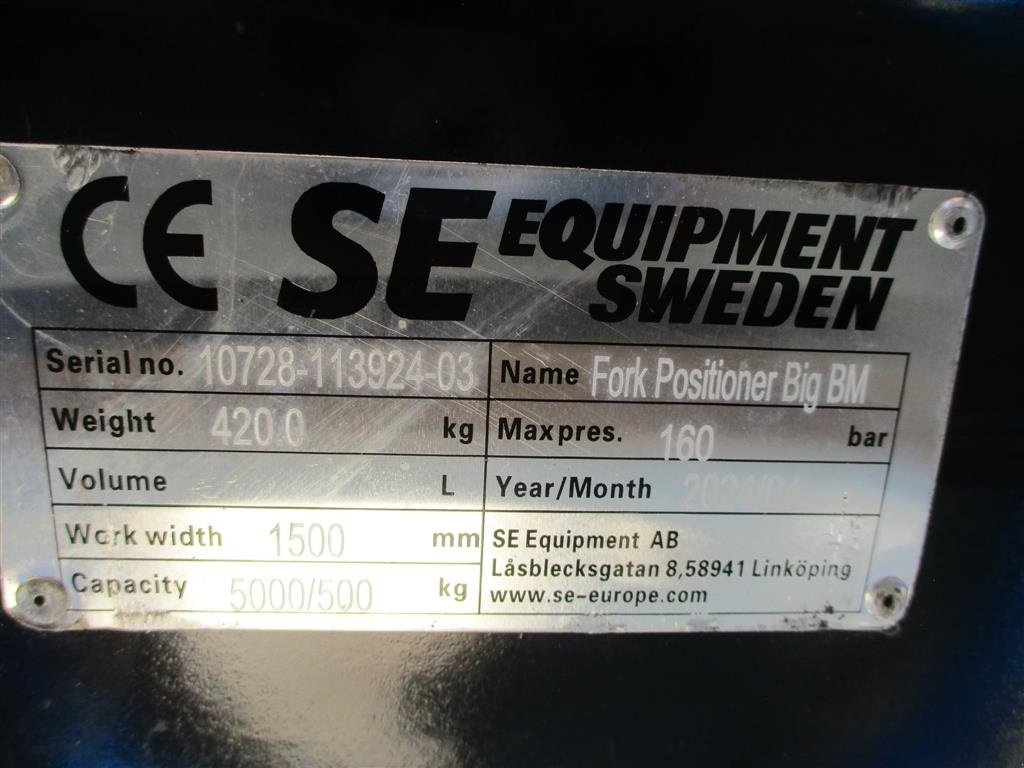 CE SE EQUIPMENT
SWEDEN
Serial no. 10728-113924-03 Name Fork Positioner Big BM
Weight 420.0 kg Max pres. 160 bar
Volume L Year/Month
Work width 1500 mm SE Equipment AB
Låsblecksgatan 8,58941 Linköping
Capacity 5000/500 kg www.se-europe.com